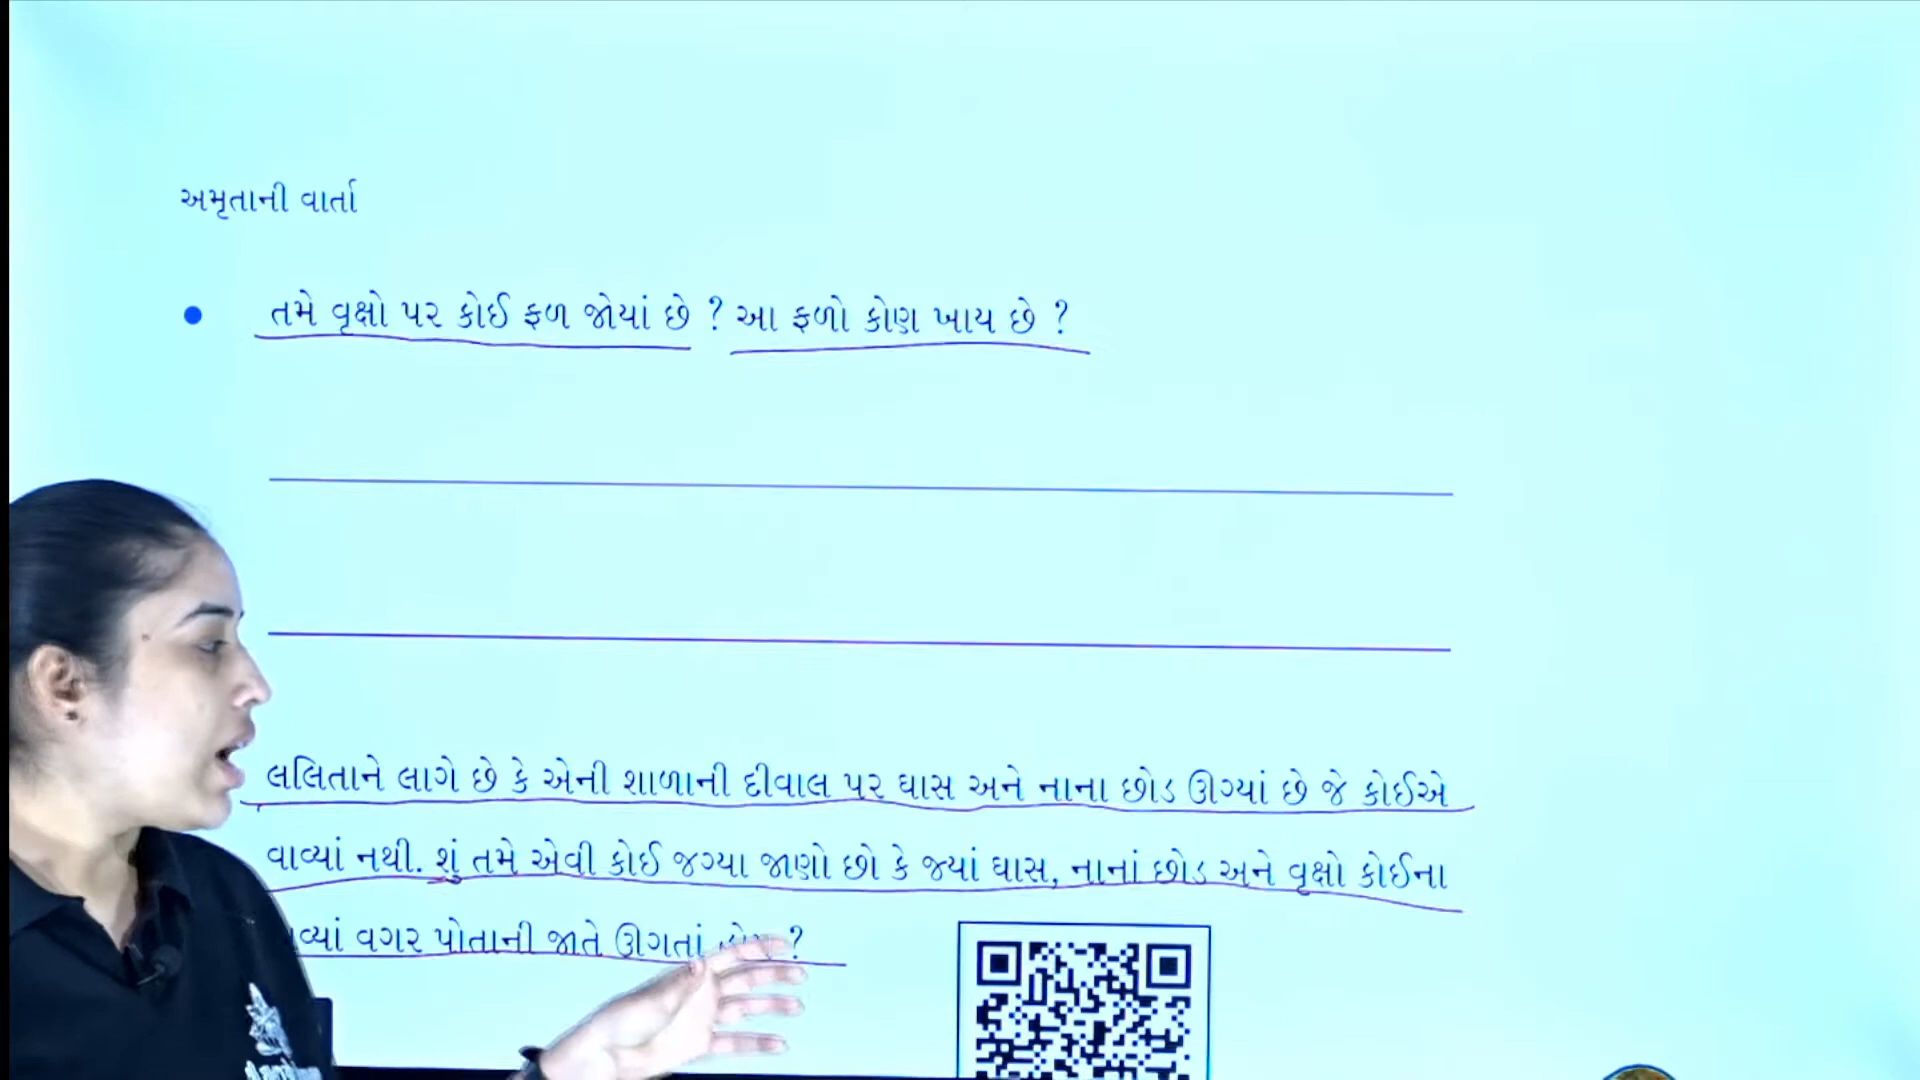 અમૃતાની વાર્તા
તમે વૃક્ષો પર કોઈ ફળ જોયાં છે ? આ ફળો કોણ ખાય છે ?
લલિતાને લાગે છે કે એની શાળાની દીવાલ પર ઘાસ અને નાના છોડ ઊગ્યાં છે જે કોઈએ
વાવ્યાં નથી. શું તમે એવી કોઈ જગ્યા જાણો છો કે જ્યાં ઘાસ, નાનાં છોડ અને વૃક્ષો કોઈના
વગર પોતાની જાતે ઊગતાં ?